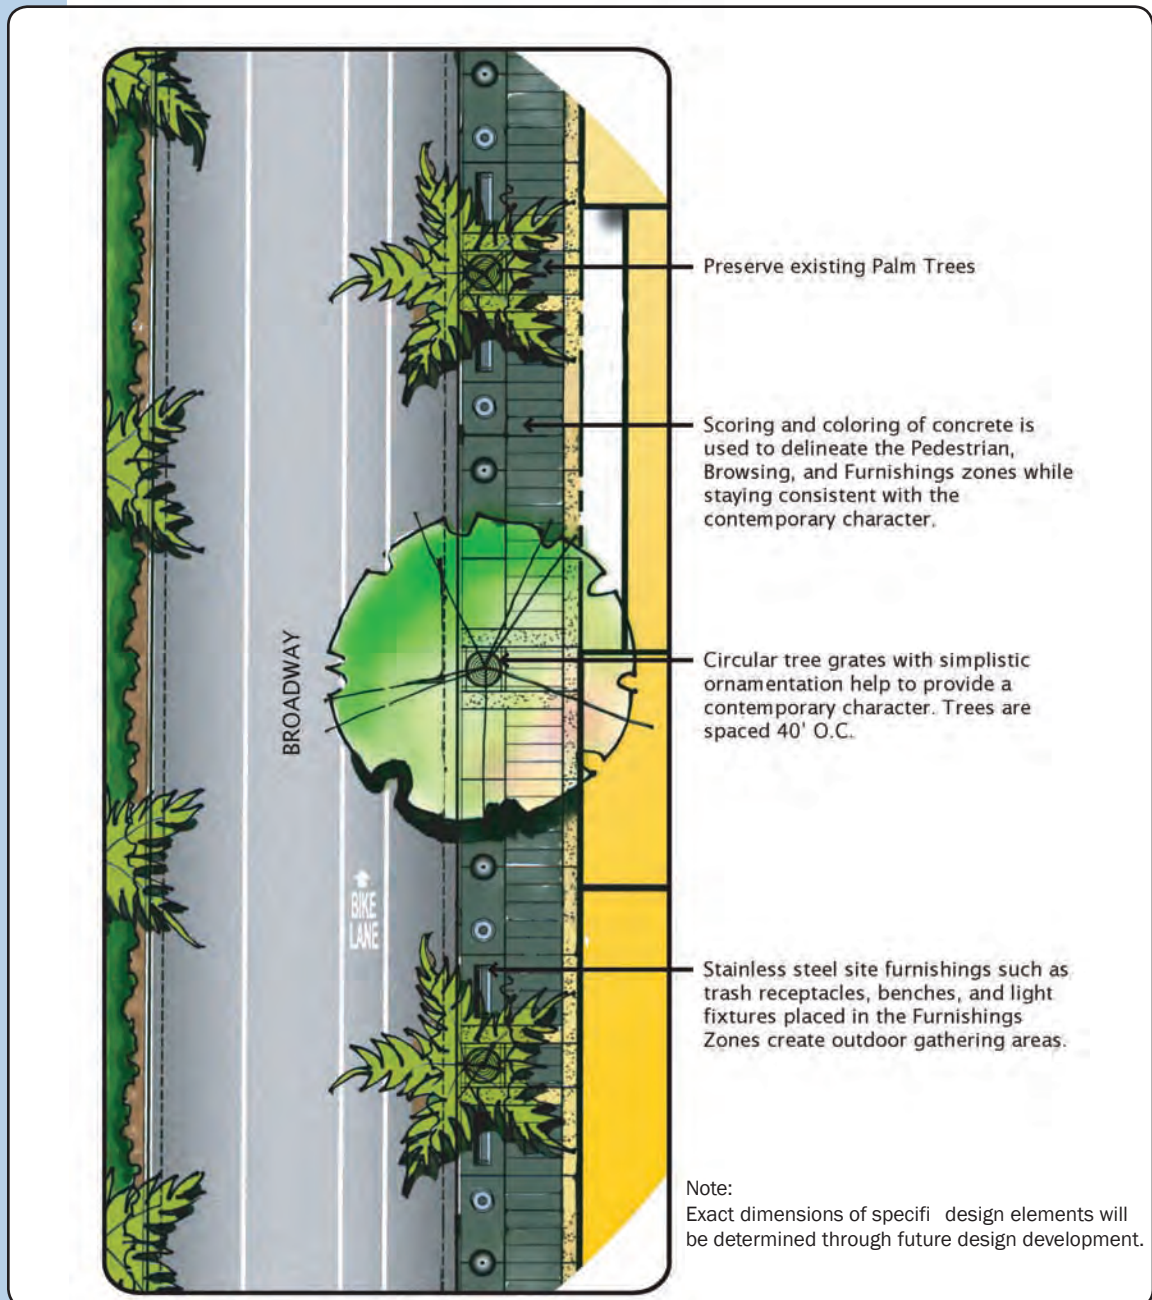 Preserve existing Palm Trees
Scoring and coloring of concrete is
used to delineate the Pedestrian,
Browsing, and Furnishings zones while
staying consistent with the
contemporary character.
BROADWAY
Circular tree grates with simplistic
ornamentation help to provide a
contemporary character. Trees are
spaced 40' O.C.
BIKE
LANE
Stainless steel site furnishings such as
trash receptacles, benches, and light
fixtures placed in the Furnishings
Zones create outdoor gathering areas.
Note:
Exact dimensions of specifi design elements will
be determined through future design development.